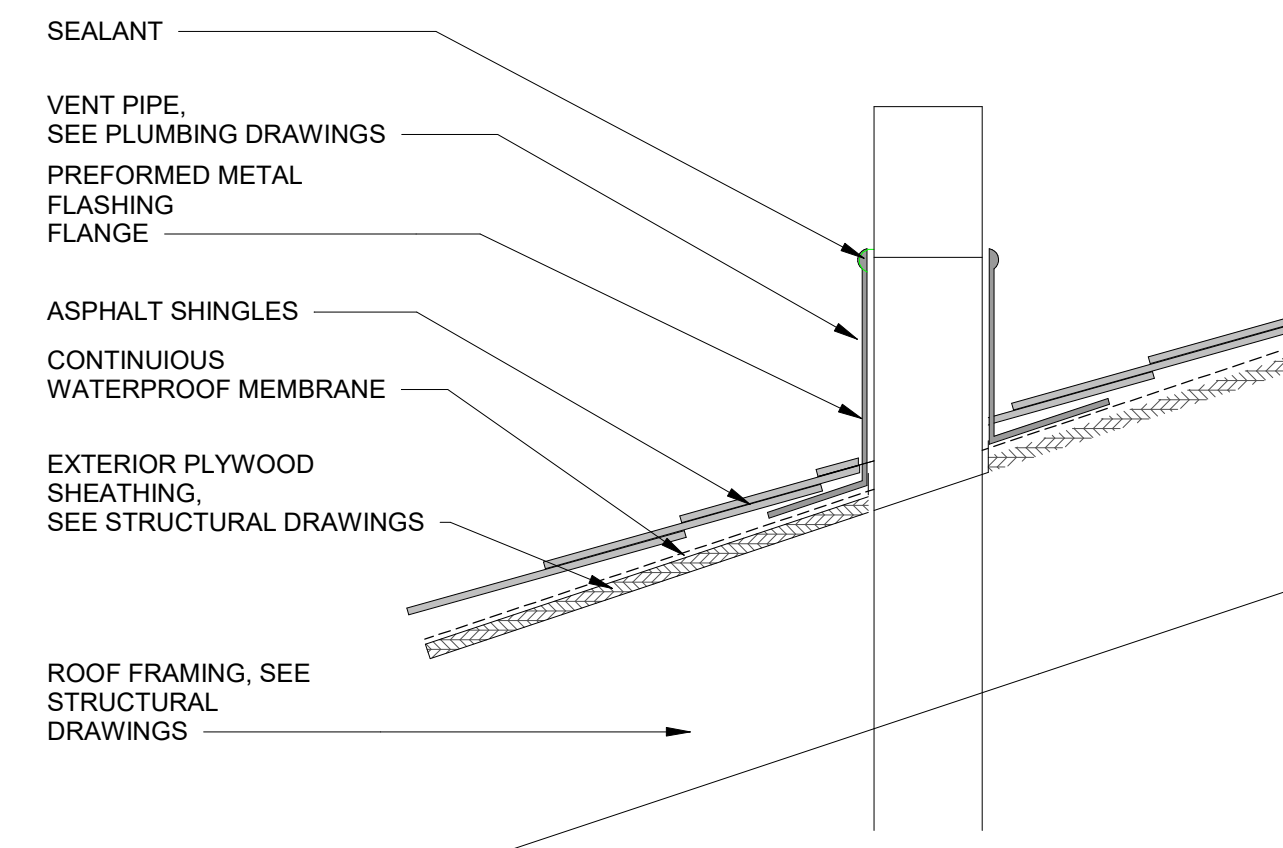 SEALANT
VENT PIPE,
SEE PLUMBING DRAWINGS
PREFORMED METAL
FLASHING
FLANGE
ASPHALT SHINGLES
CONTINUIOUS
WATERPROOF MEMBRANE
EXTERIOR PLYWOOD
SHEATHING,
SEE STRUCTURAL DRAWINGS
ROOF FRAMING, SEE
STRUCTURAL
DRAWINGS